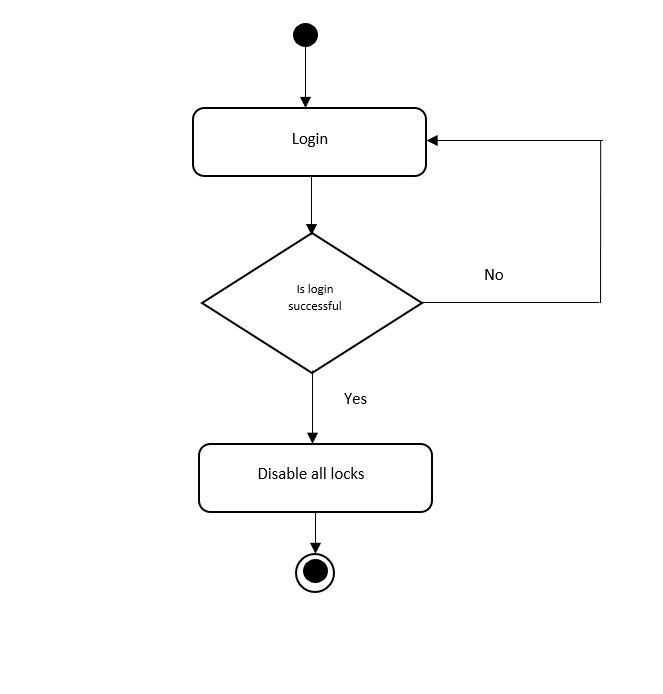 Login
Is login
successful
No
Yes
Disable all locks